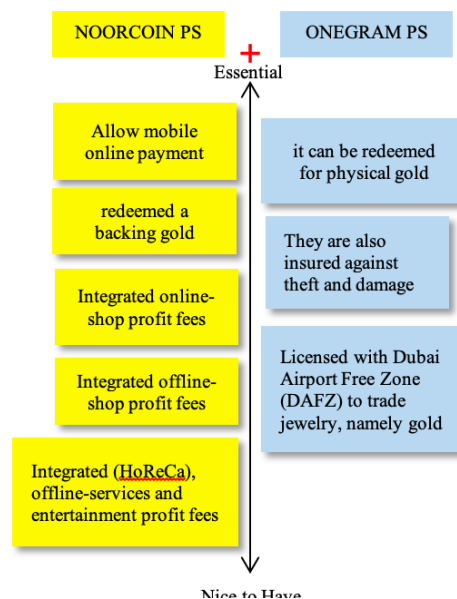 NOORCOIN PS
ONEGRAM PS
+
Essential
Allow mobile
online payment
redeemed a
backing gold
Integrated online-
shop profit fees
Integrated offline-
shop profit fees
Integrated (HoReCa),
offline-services and
entertainment profit fees
it can be redeemed
for physical gold
They are also
insured against
theft and damage
Licensed with Dubai
Airport Free Zone
(DAFZ) to trade
jewelry, namely gold
Nice to Have